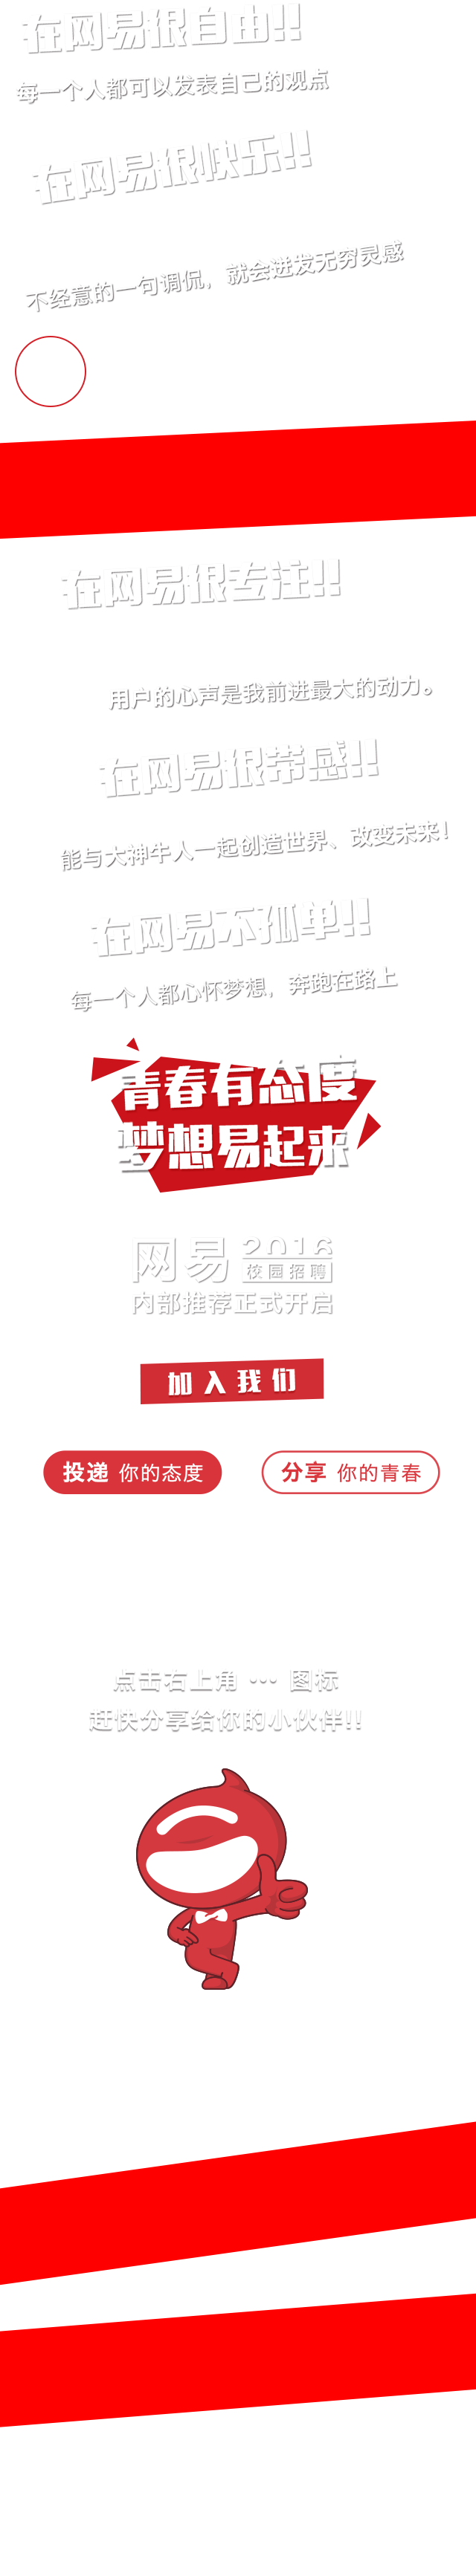 在网易很自由!!
每一个人都可以发表自己的观点
在网易很快乐!!
不经意的一句调侃，就会迸发无穷灵感
在网易很专注!!
用户的心声是我前进最大的动力。
在网易很带感!!
能与大神牛人一起创造世界、改变未来!
在网易不孤单!!
每一个人都心怀梦想，奔跑在路上
青春有态度
梦想易起来
网易 2016 校园招聘
内部推荐正式开启
加入我们
投递 你的态度 分享 你的青春
点击右上角 ··· 图标
赶快分享给你的小伙伴!!